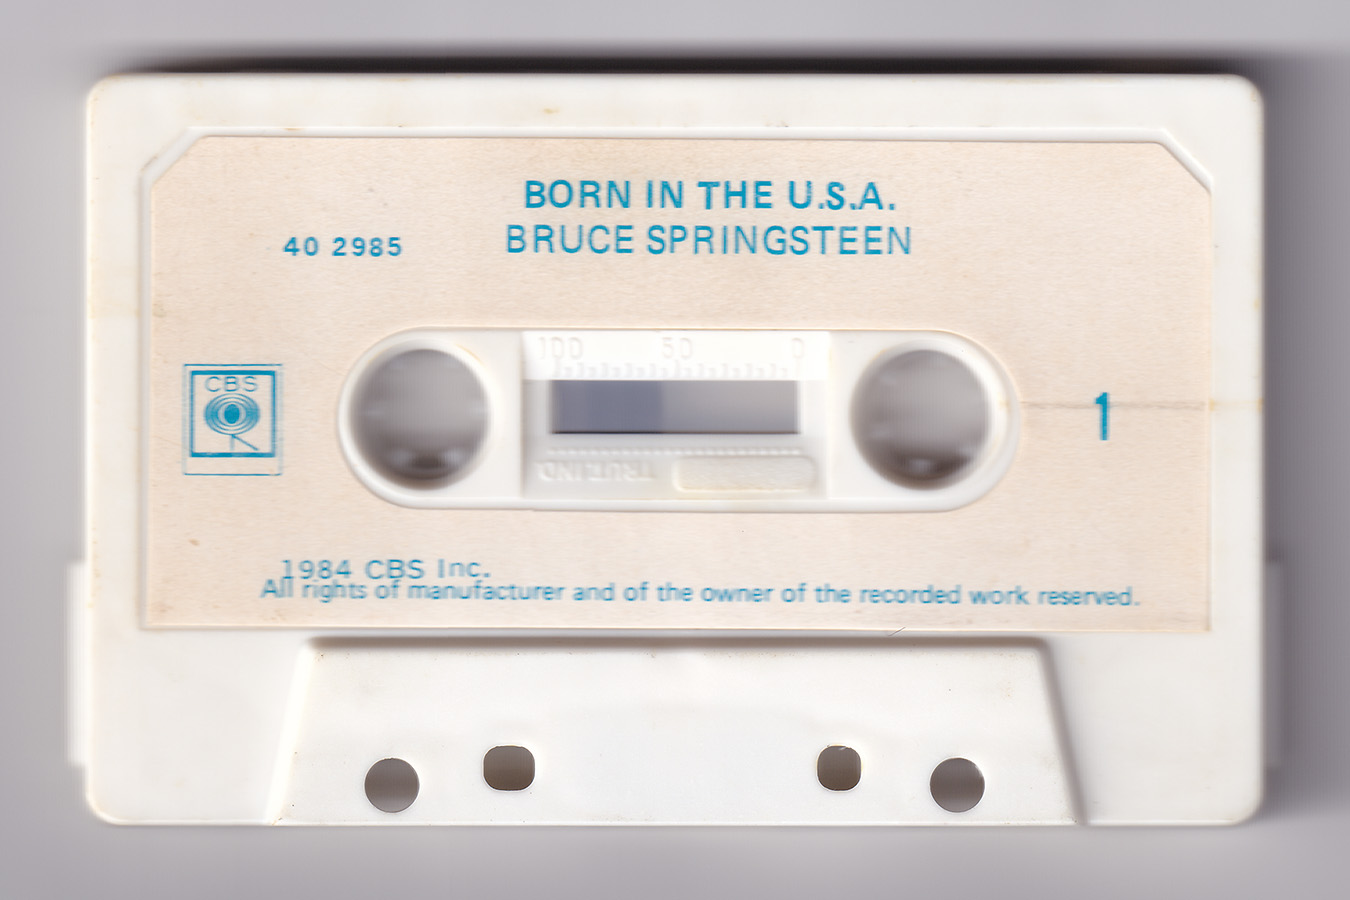 BORN IN THE U.S.A.
BRUCE SPRINGSTEEN
40 2985
100 50 0
CBS
1
1984 CBS Inc.
All rights of manufacturer and of the owner of the recorded work reserved.